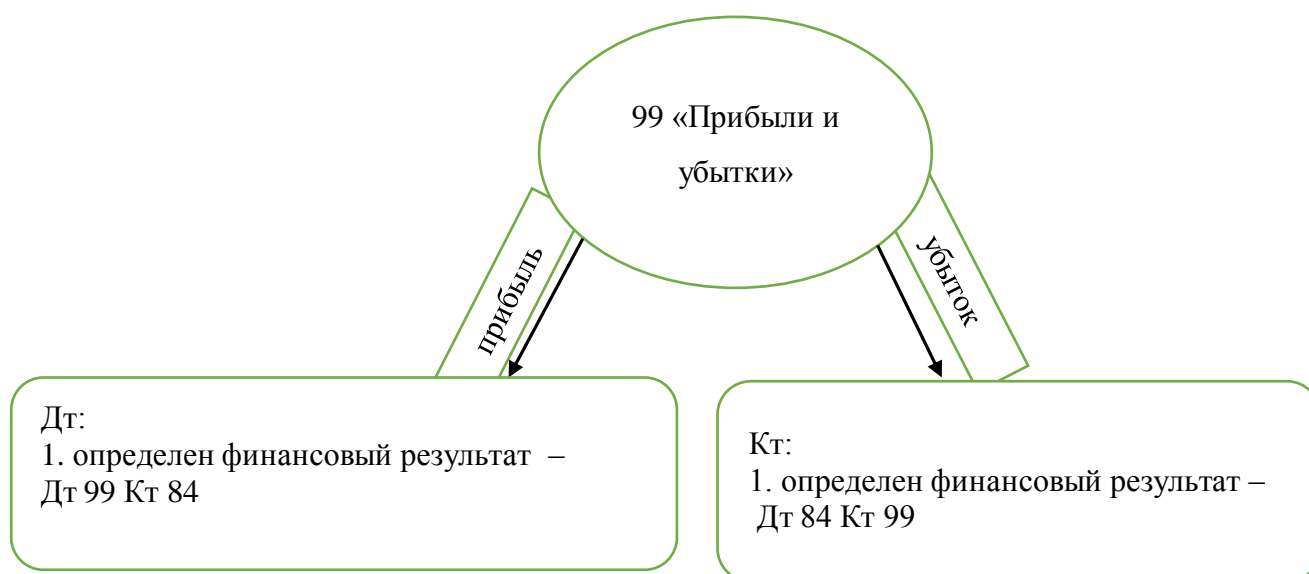 99 «Прибыли и
убытки»
прибыль
убыток
Дт:
1. определен финансовый результат –
Дт 99 Кт 84
Кт:
1. определен финансовый результат –
Дт 84 Кт 99